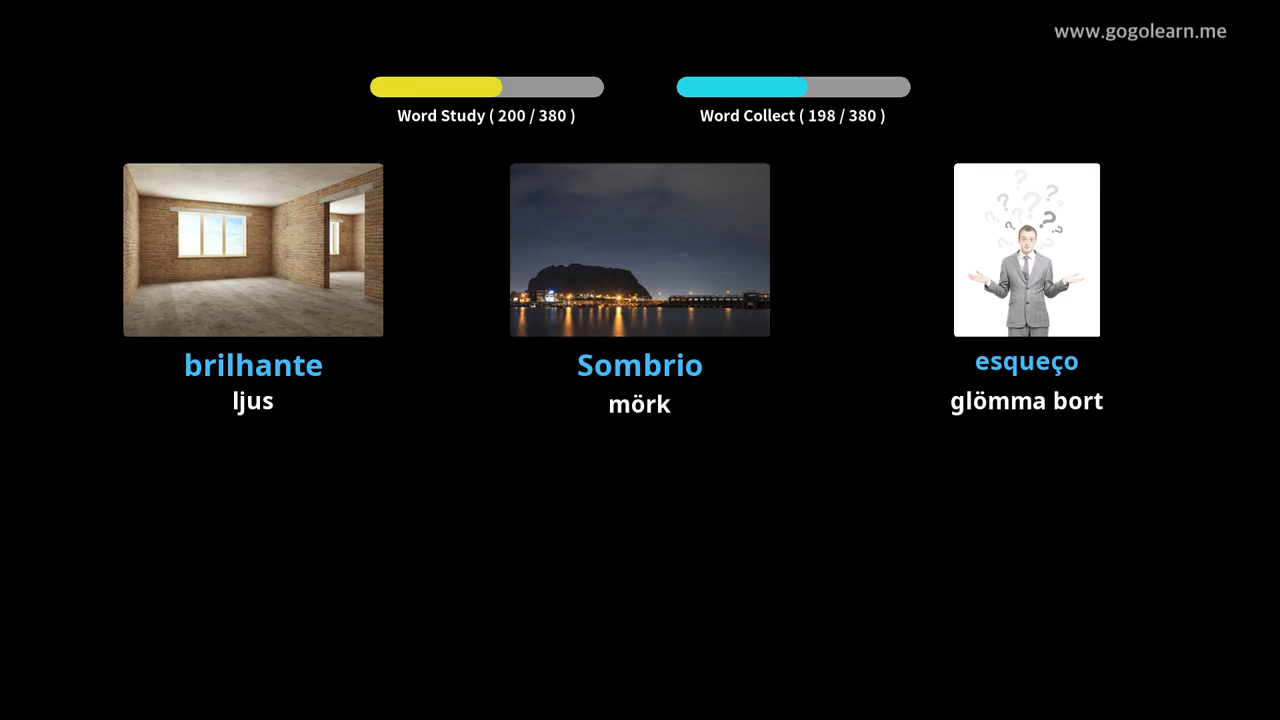 www.gogolearn.me
Word Study ( 200 / 380 )
Word Collect ( 198 / 380 )
brilhante
ljus
Sombrio
mörk
esqueço
glömma bort